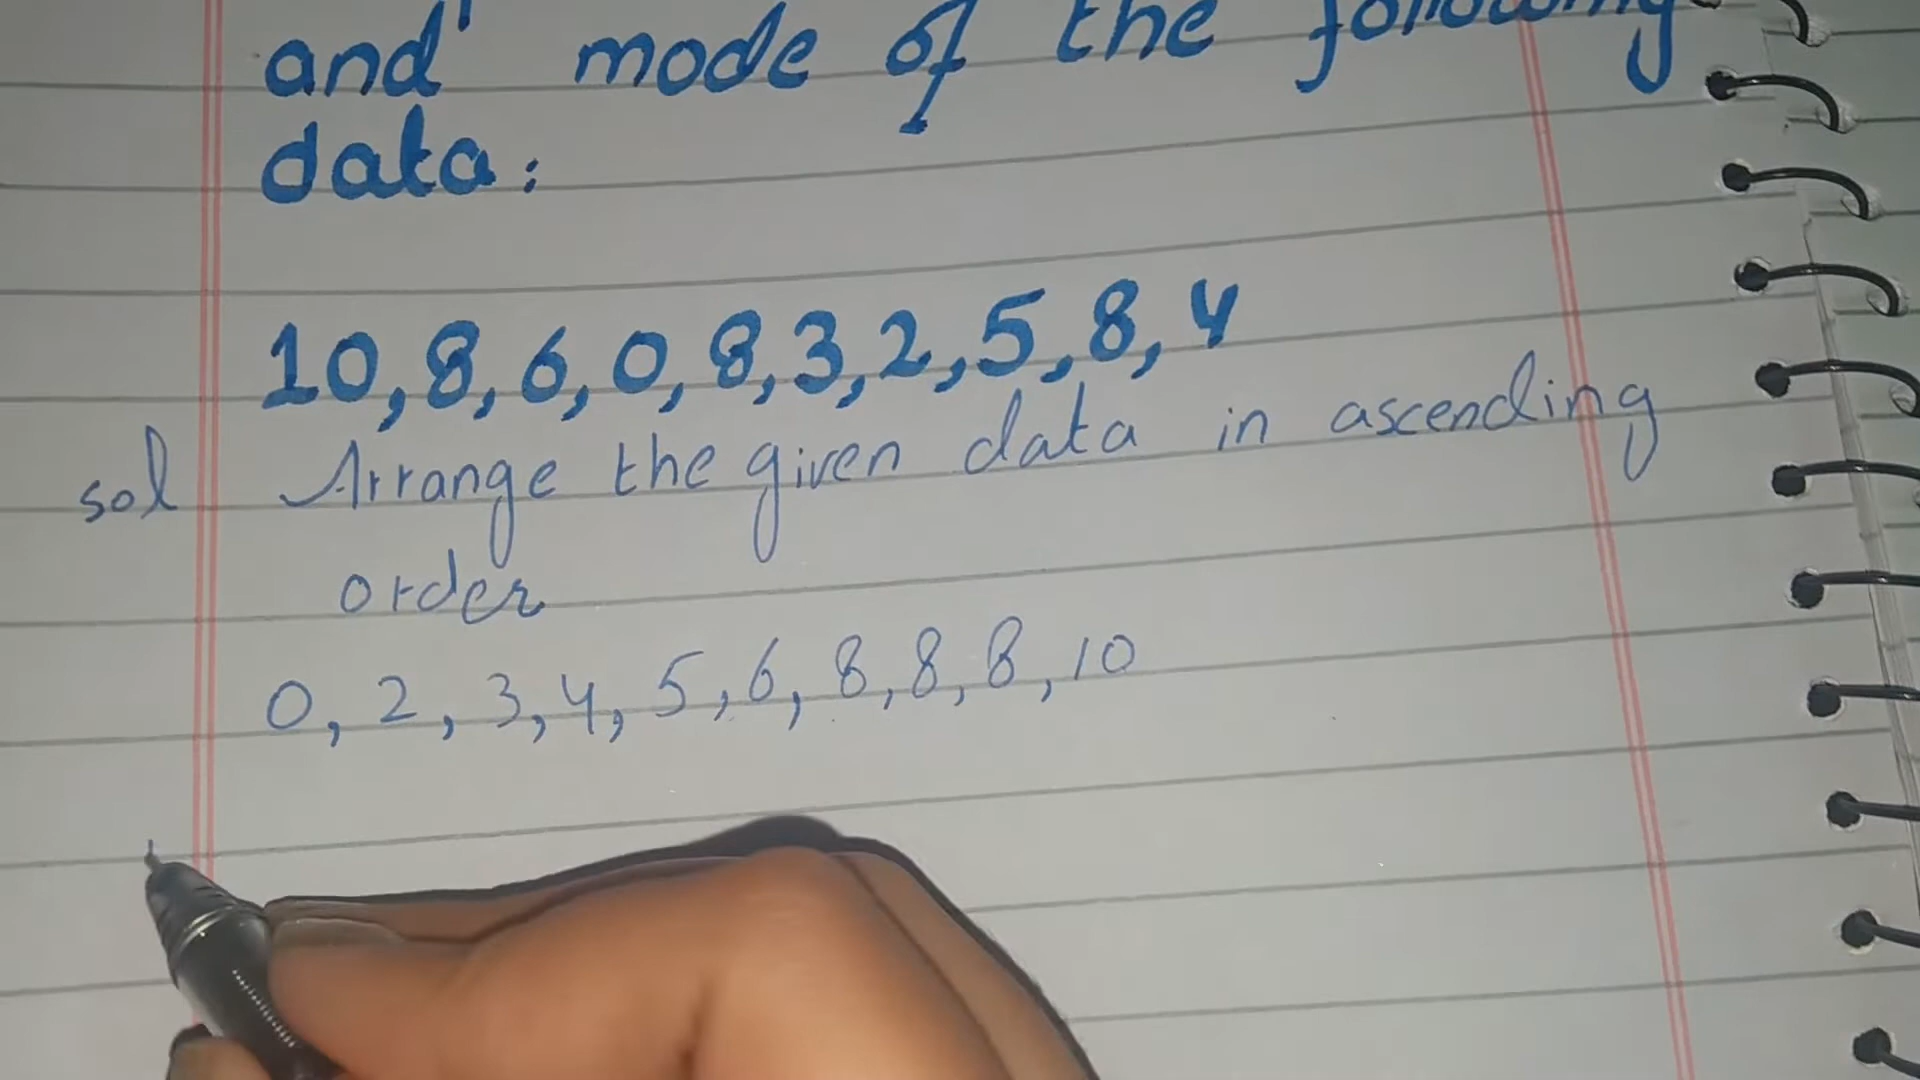 and mode of the following
data:
10, 8, 6, 0, 8, 3, 2, 5, 8, 4
sol Arrange the given data in ascending
order
0, 2, 3, 4, 5, 6, 8, 8, 8, 10